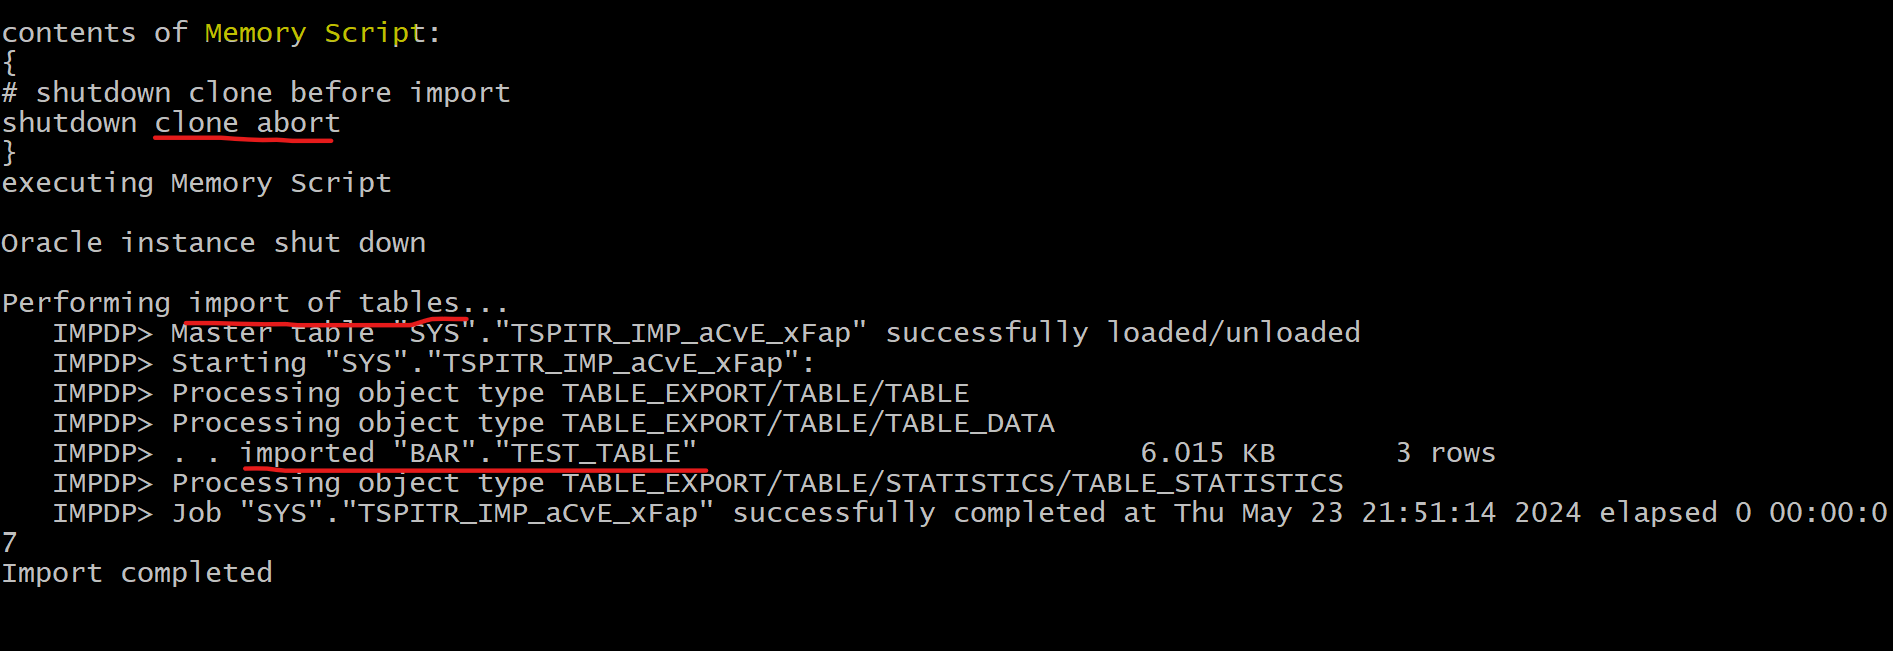 contents of Memory Script:
{
# shutdown clone before import
shutdown clone abort
}
executing Memory Script
Oracle instance shut down
Performing import of tables...
IMPDP> Master table "SYS"."TSPITR_IMP_aCvE_xFap" successfully loaded/unloaded
IMPDP> Starting "SYS"."TSPITR_IMP_aCvE_xFap":
IMPDP> Processing object type TABLE_EXPORT/TABLE/TABLE
IMPDP> Processing object type TABLE_EXPORT/TABLE/TABLE_DATA
IMPDP> . . imported "BAR"."TEST_TABLE" 6.015 KB 3 rows
IMPDP> Processing object type TABLE_EXPORT/TABLE/STATISTICS/TABLE_STATISTICS
IMPDP> Job "SYS"."TSPITR_IMP_aCvE_xFap" successfully completed at Thu May 23 21:51:14 2024 elapsed 0 00:00:0
7
Import completed